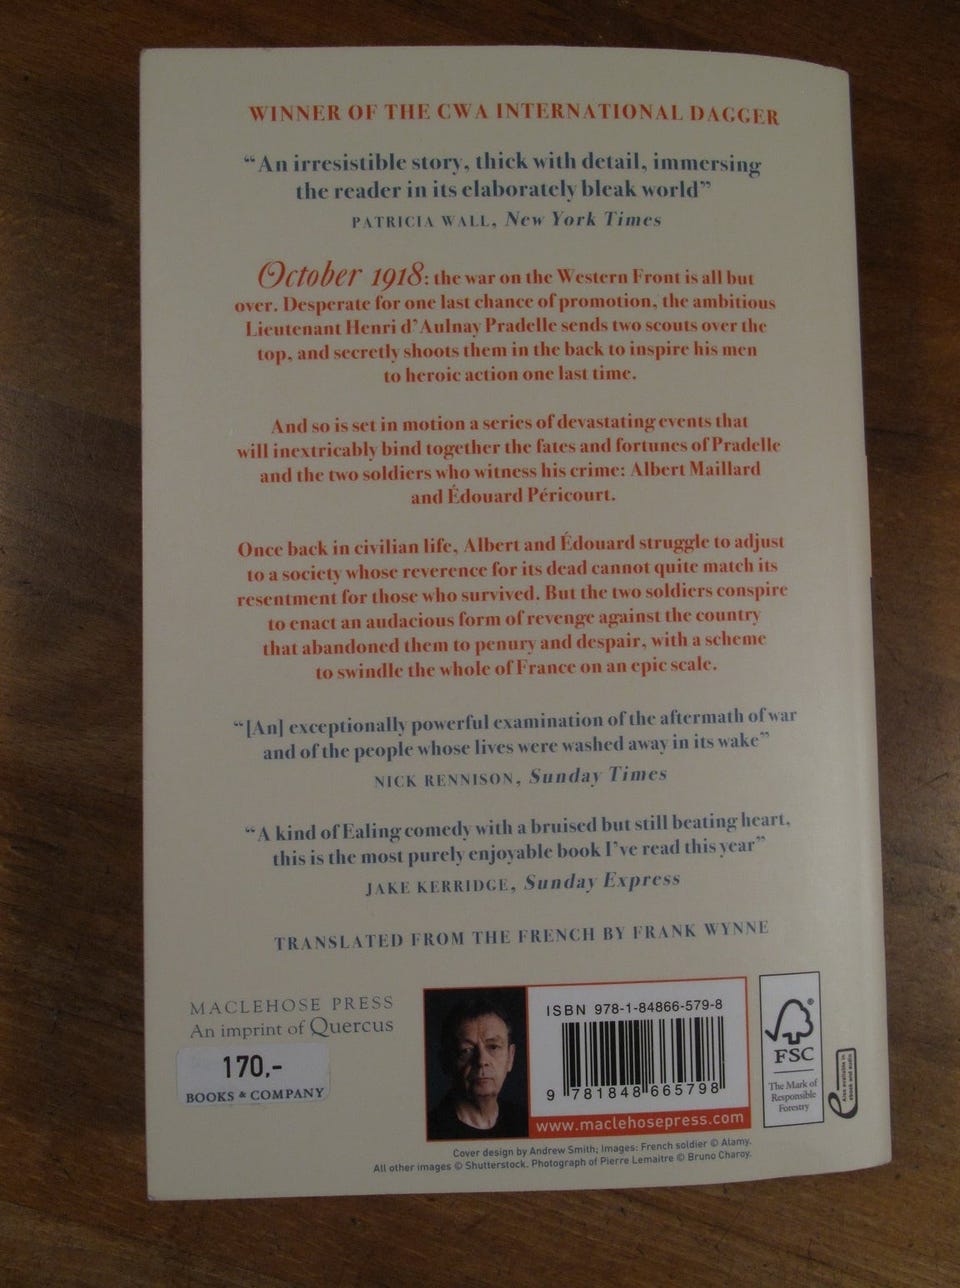 WINNER OF THE CWA INTERNATIONAL DAGGER
“An irresistible story, thick with detail, immersing
the reader in its elaborately bleak world”
PATRICIA WALL, New York Times
October 1918: the war on the Western Front is all but
over. Desperate for one last chance of promotion, the ambitious
Lieutenant Henri d’Aulnay Pradelle sends two scouts over the
top, and secretly shoots them in the back to inspire his men
to heroic action one last time.
And so is set in motion a series of devastating events that
will inextricably bind together the fates and fortunes of Pradelle
and the two soldiers who witness his crime: Albert Maillard
and Édouard Péricourt.
Once back in civilian life, Albert and Édouard struggle to adjust
to a society whose reverence for its dead cannot quite match its
resentment for those who survived. But the two soldiers conspire
to enact an audacious form of revenge against the country
that abandoned them to penury and despair, with a scheme
to swindle the whole of France on an epic scale.
“[An] exceptionally powerful examination of the aftermath of war
and of the people whose lives were washed away in its wake”
NICK RENNISON, Sunday Times
“A kind of Ealing comedy with a bruised but still beating heart,
this is the most purely enjoyable book I’ve read this year”
JAKE KERRIDGE, Sunday Express
TRANSLATED FROM THE FRENCH BY FRANK WYNNE
MACLEHOSE PRESS
An imprint of Quercus
170,-
BOOKS & COMPANY
ISBN 978-1-84866-579-8
9 781848 665798
www.maclehosepress.com
FSC
®
The Mark of
Responsible
Forestry
e
Also available in
ebook and audio
Cover design by Andrew Smith; Images: French soldier © Alamy.
All other images © Shutterstock. Photograph of Pierre Lemaitre © Bruno Charoy.